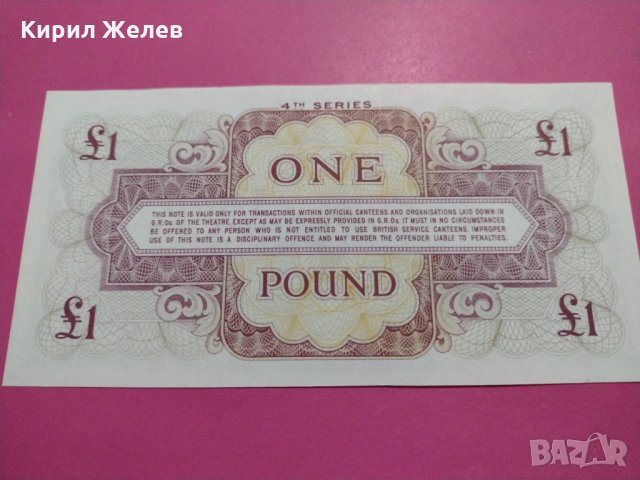 Кирил Желев
4TH SERIES
£1 ONE £1
THIS NOTE IS VALID ONLY FOR TRANSACTIONS WITHIN OFFICIAL CANTEENS AND ORGANISATIONS LAID DOWN IN
G.R.Os. OF THE THEATRE EXCEPT AS MAY BE EXPRESSLY PROVIDED IN G.R.Os. IT MUST IN NO CIRCUMSTANCES
BE OFFERED TO ANY PERSON WHO IS NOT ENTITLED TO USE BRITISH SERVICE CANTEENS. IMPROPER
USE OF THIS NOTE IS A DISCIPLINARY OFFENCE AND MAY RENDER THE OFFENDER LIABLE TO PENALTIES.
£1 POUND £1
BAZAR